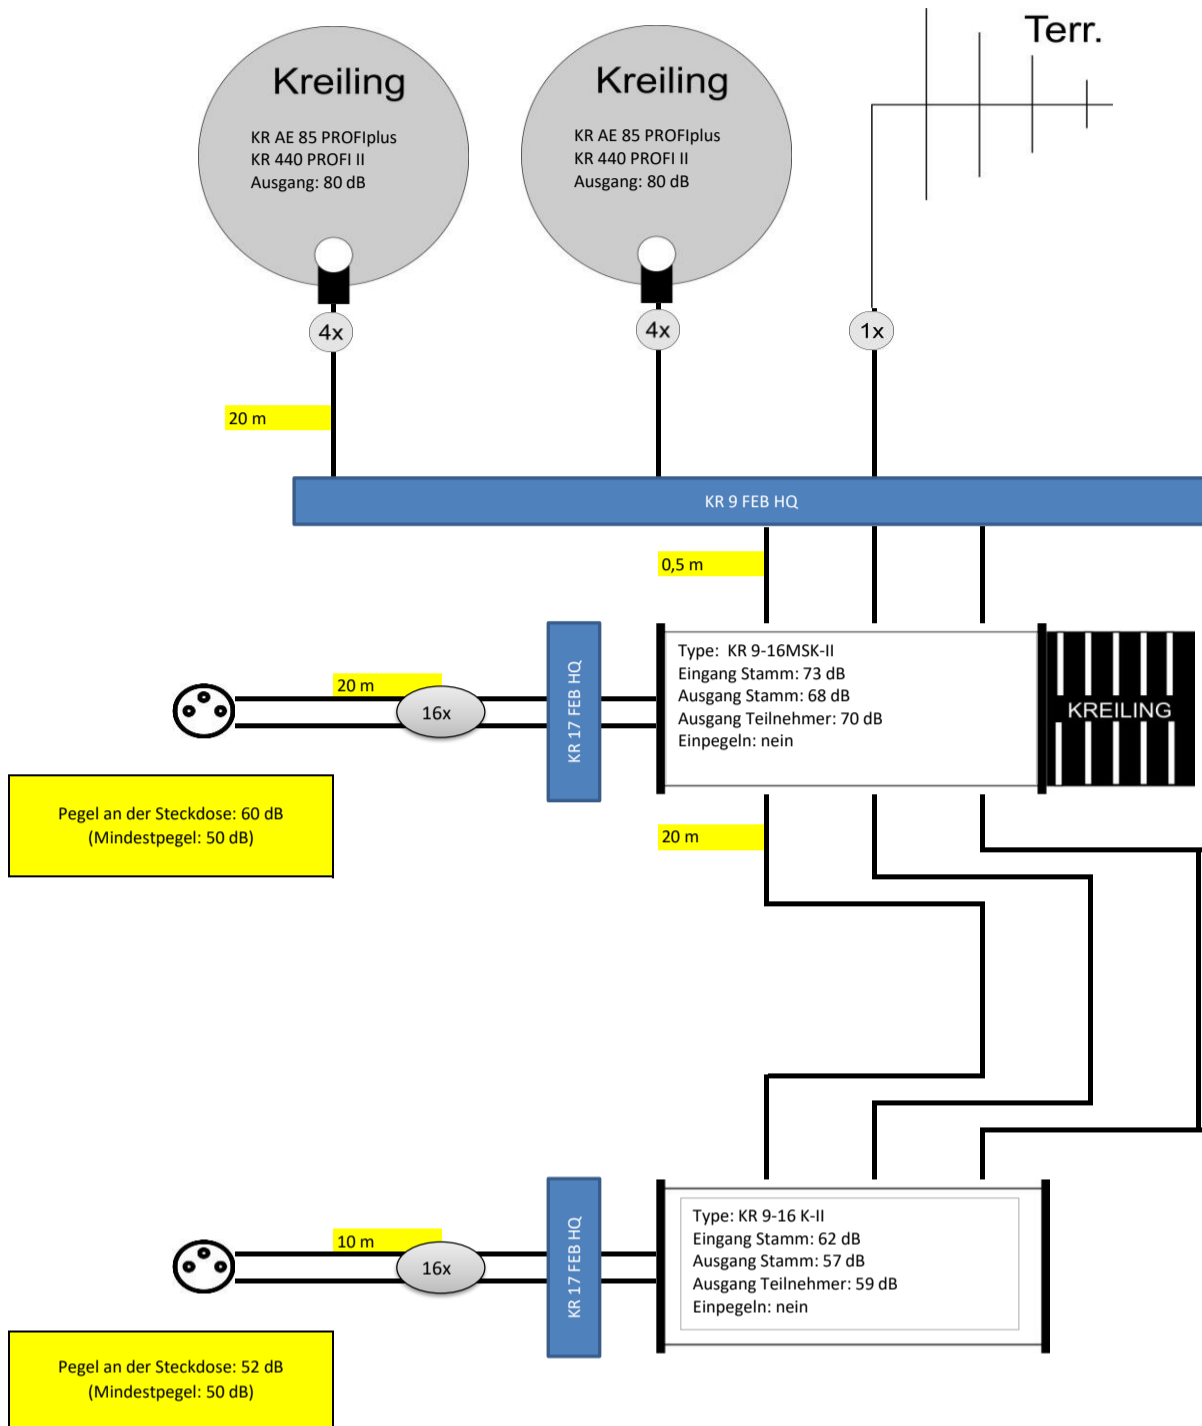 Terr.
Kreiling
KR AE 85 PROFIplus
KR 440 PROFI II
Ausgang: 80 dB
Kreiling
KR AE 85 PROFIplus
KR 440 PROFI II
Ausgang: 80 dB
4x
4x
1x
20 m
KR 9 FEB HQ
0,5 m
Type: KR 9-16MSK-II
Eingang Stamm: 73 dB
Ausgang Stamm: 68 dB
Ausgang Teilnehmer: 70 dB
Einpegeln: nein
KREILING
20 m
16x
KR 17 FEB HQ
Pegel an der Steckdose: 60 dB
(Mindestpegel: 50 dB)
20 m
Type: KR 9-16 K-II
Eingang Stamm: 62 dB
Ausgang Stamm: 57 dB
Ausgang Teilnehmer: 59 dB
Einpegeln: nein
10 m
16x
KR 17 FEB HQ
Pegel an der Steckdose: 52 dB
(Mindestpegel: 50 dB)